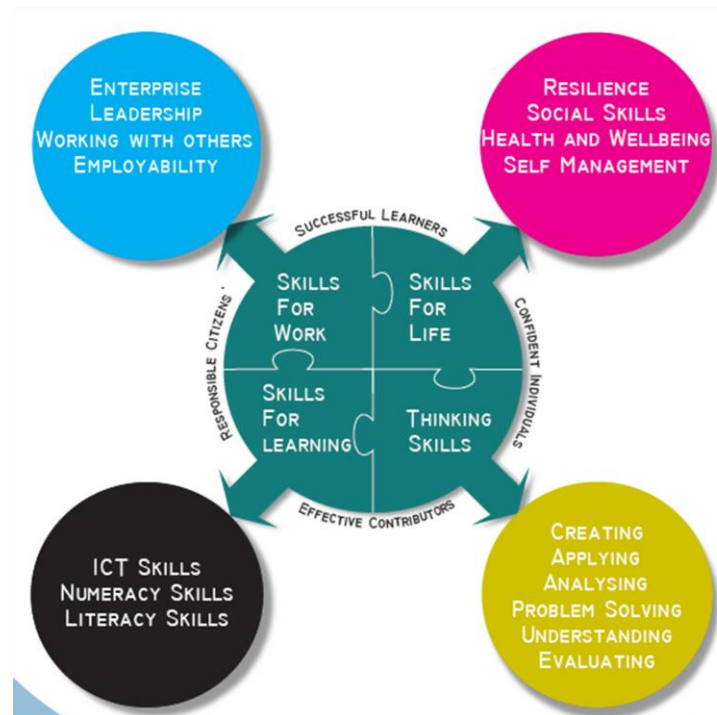 Enterprise
Leadership
Working with others
Employability
Resilience
Social Skills
Health and Wellbeing
Self Management
Successful Learners
Responsible Citizens '
Confident Individuals
Effective Contributors
Skills
For
Work
Skills
For
Life
Skills
For
learning
Thinking
Skills
ICT Skills
Numeracy Skills
Literacy Skills
Creating
Applying
Analysing
Problem Solving
Understanding
Evaluating